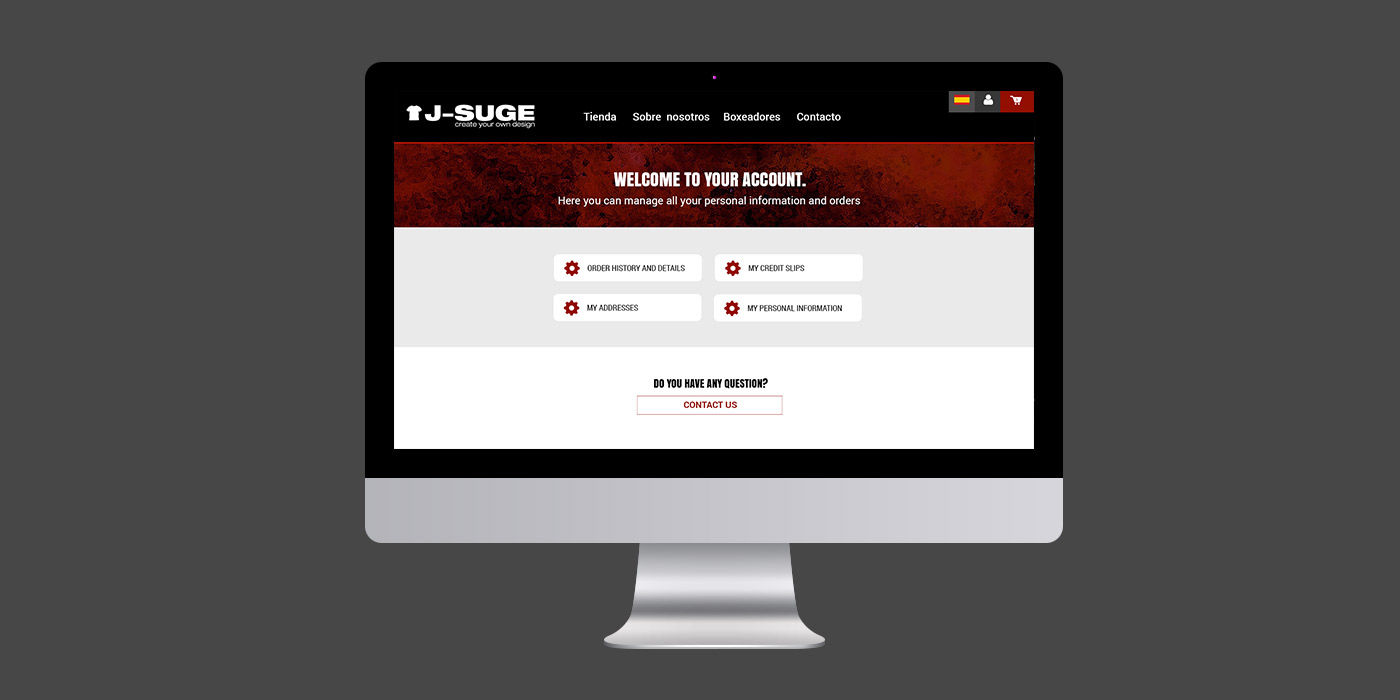 J-SUGE
create your own design
Tienda Sobre nosotros Boxeadores Contacto
WELCOME TO YOUR ACCOUNT.
Here you can manage all your personal information and orders
ORDER HISTORY AND DETAILS
MY CREDIT SLIPS
MY ADDRESSES
MY PERSONAL INFORMATION
DO YOU HAVE ANY QUESTION?
CONTACT US